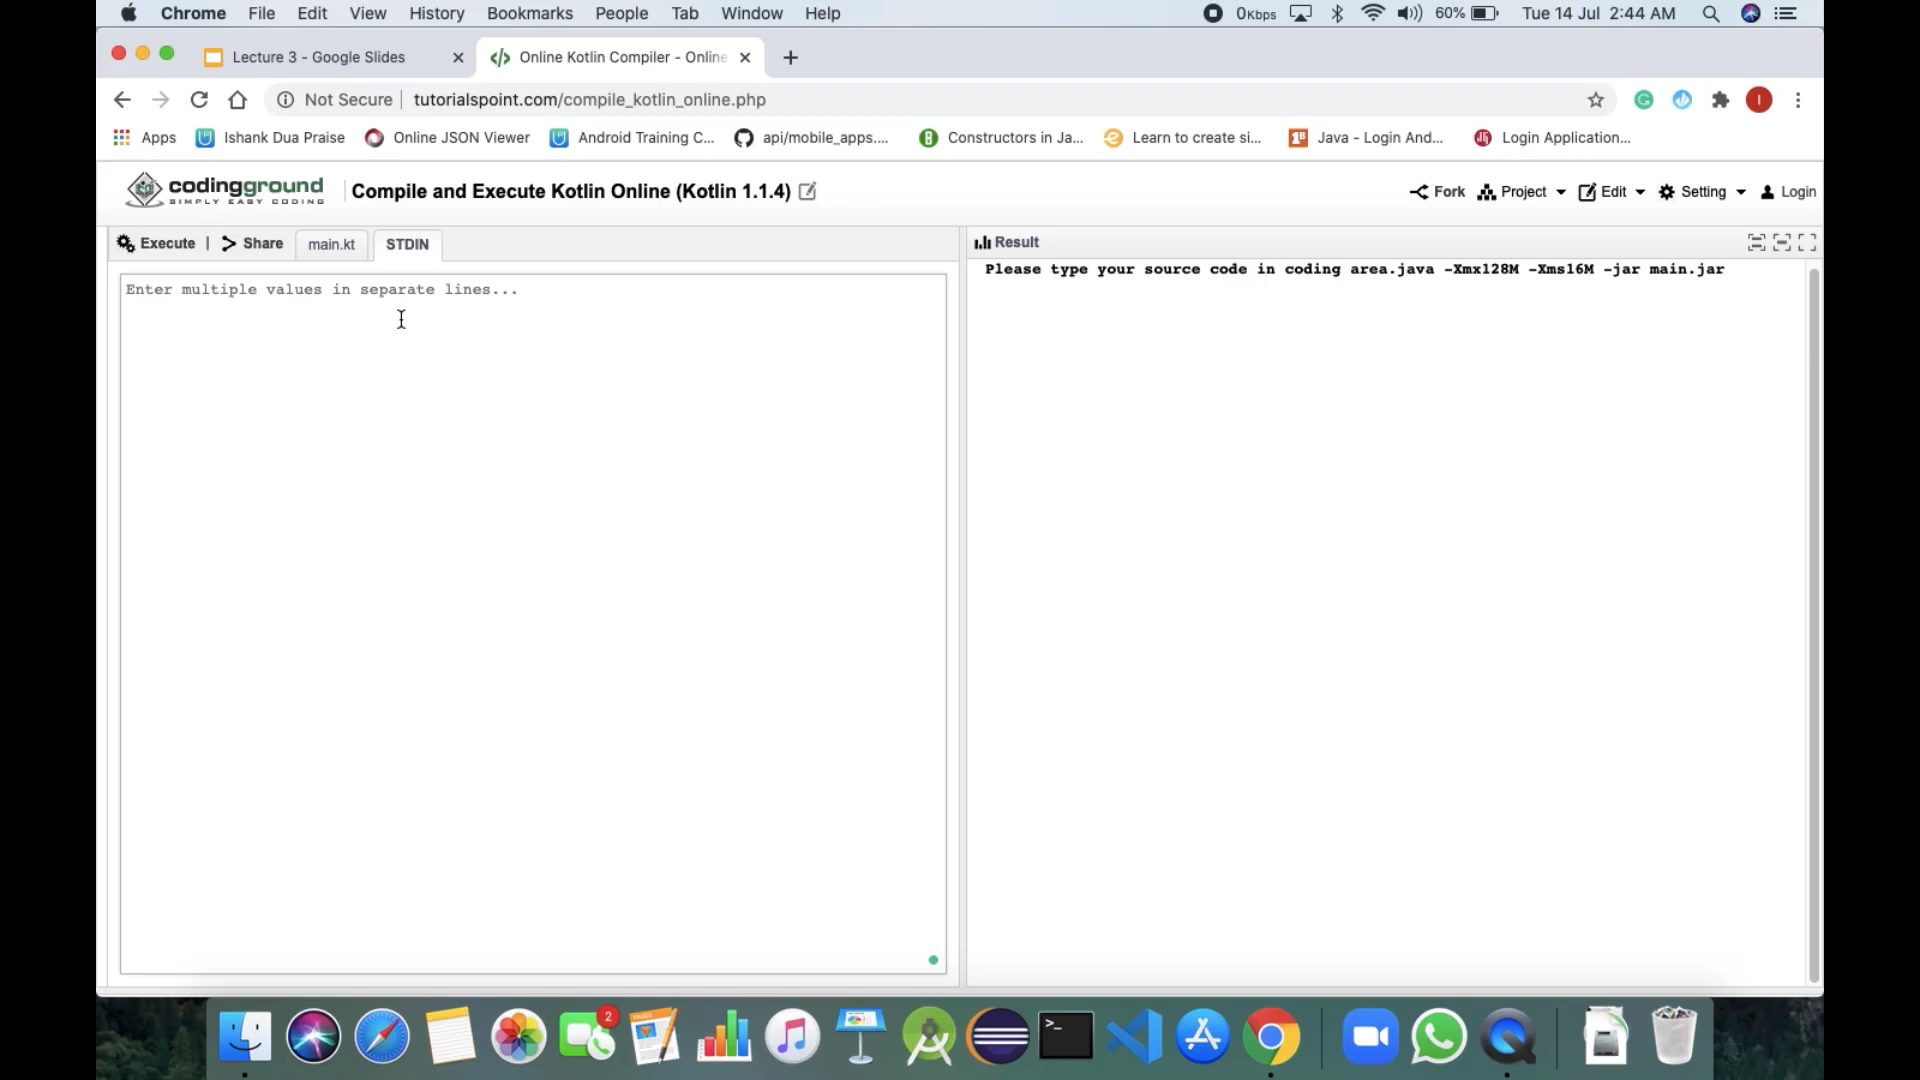 Chrome File Edit View History Bookmarks People Tab Window Help 0Kbps 60% Tue 14 Jul 2:44 AM
Lecture 3 - Google Slides Online Kotlin Compiler - Online
Not Secure tutorialspoint.com/compile_kotlin_online.php I
Apps Ishank Dua Praise Online JSON Viewer Android Training C... api/mobile_apps.... Constructors in Ja... Learn to create si... Java - Login And... Login Application...
codingground Compile and Execute Kotlin Online (Kotlin 1.1.4) Fork Project Edit Setting Login
SIMPLY EASY CODING
Execute | Share main.kt STDIN Result
Please type your source code in coding area.java -Xmx128M -Xms16M -jar main.jar
Enter multiple values in separate lines...
2
PAGES
>_